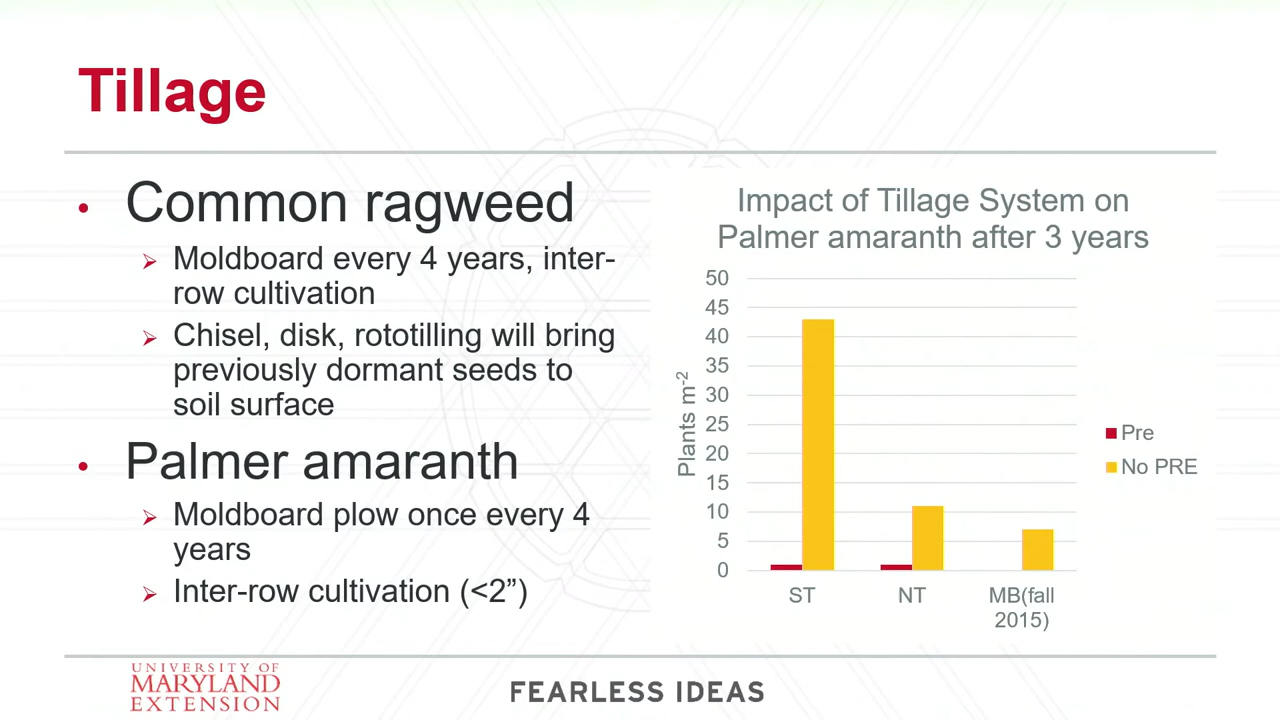 Tillage
• Common ragweed
➢ Moldboard every 4 years, inter-
row cultivation
➢ Chisel, disk, rototilling will bring
previously dormant seeds to
soil surface
• Palmer amaranth
➢ Moldboard plow once every 4
years
➢ Inter-row cultivation (<2”)
Impact of Tillage System on
Palmer amaranth after 3 years
Plants m-2
50
45
40
35
30
25
20
15
10
5
0
ST
NT
MB(fall
2015)
Pre
No PRE
UNIVERSITY OF
MARYLAND
EXTENSION
FEARLESS IDEAS